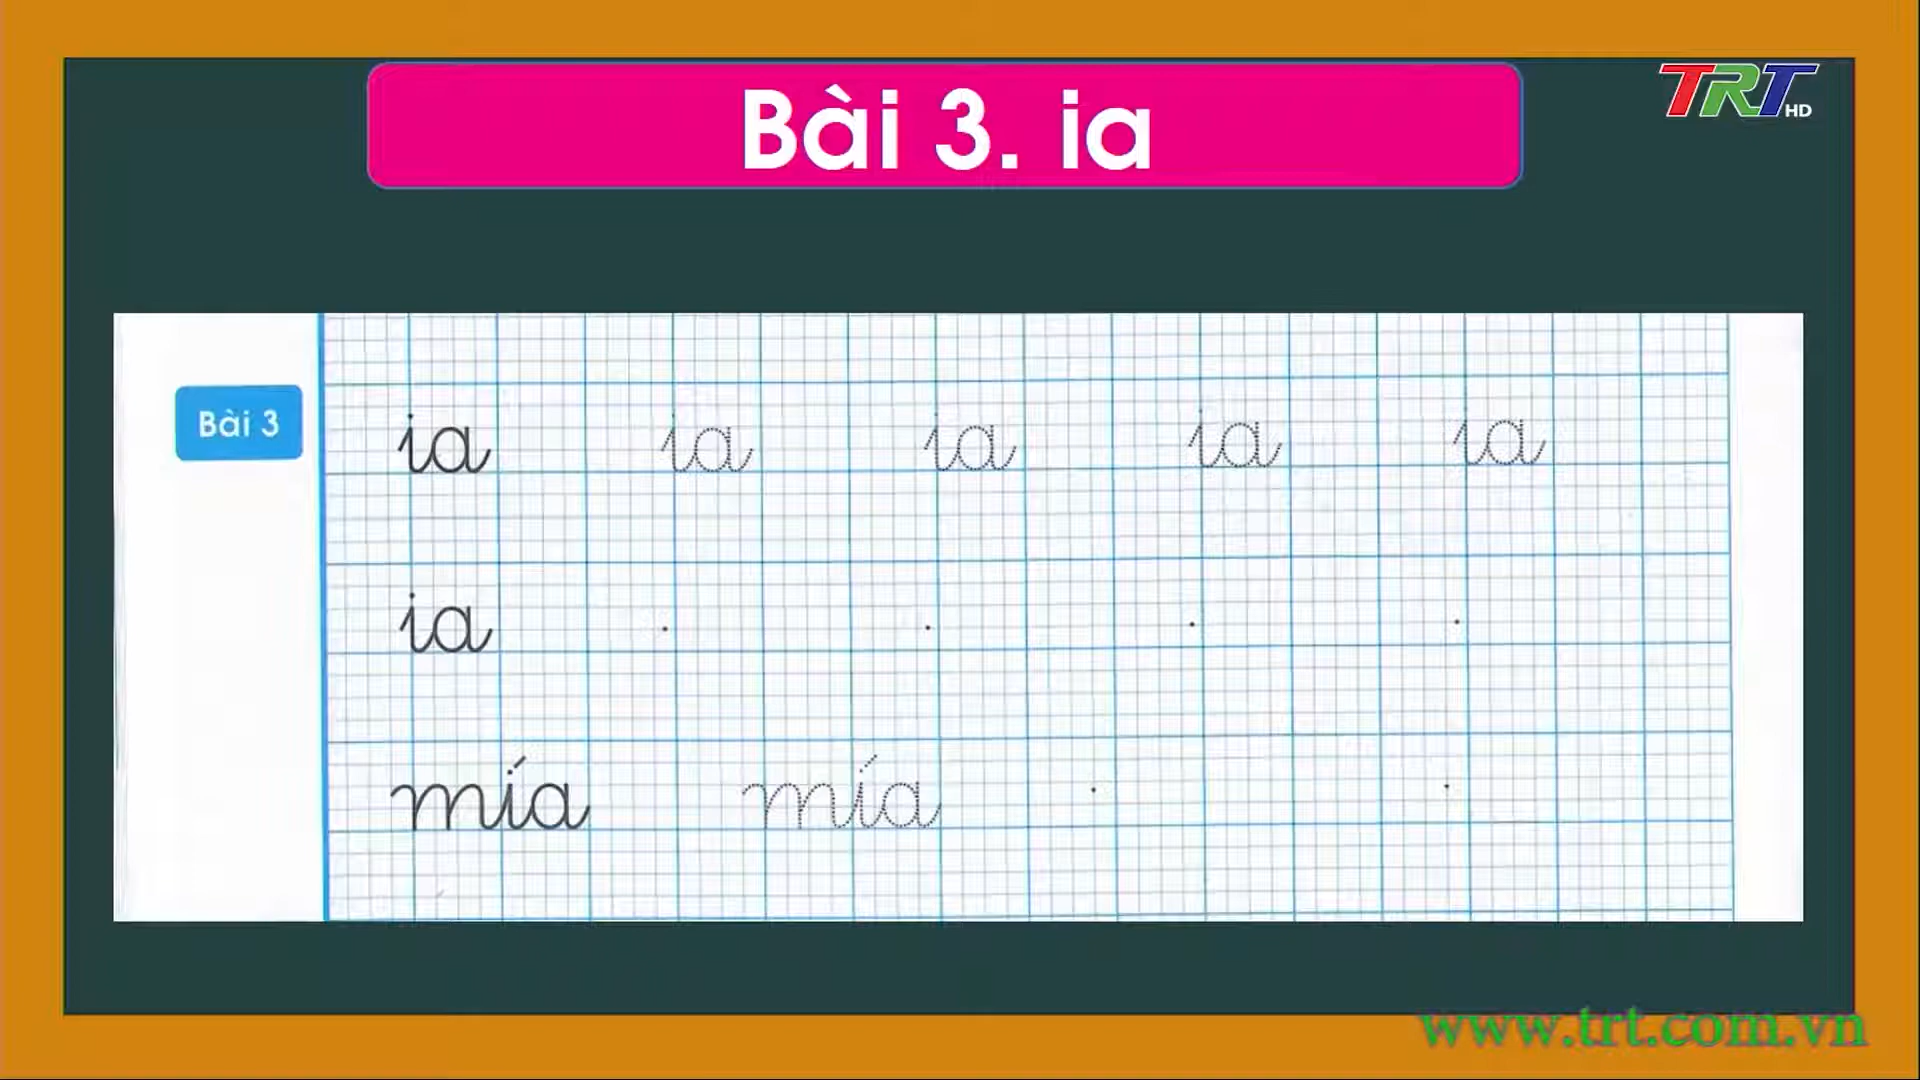 Bài 3. ia
TRT HD
Bài 3
ia ia ia ia ia
ia . . . .
mía mía . .
www.trt.com.vn